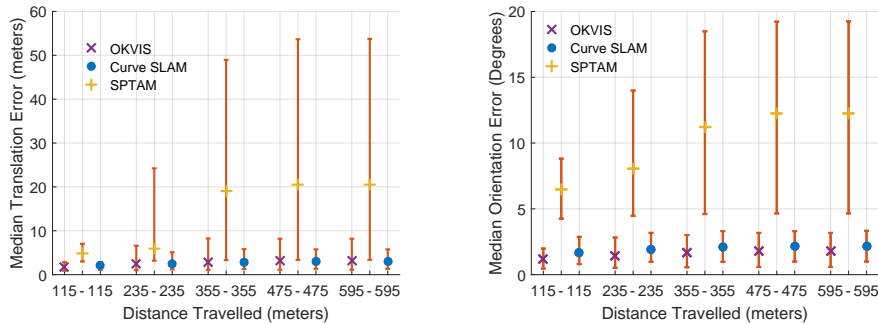 60
50
40
30
20
10
0
Median Translation Error (meters)
OKVIS
Curve SLAM
SPTAM
115 - 115 235 - 235 355 - 355 475 - 475 595 - 595
Distance Travelled (meters)
20
15
10
5
0
Median Orientation Error (Degrees)
OKVIS
Curve SLAM
SPTAM
115 - 115 235 - 235 355 - 355 475 - 475 595 - 595
Distance Travelled (meters)